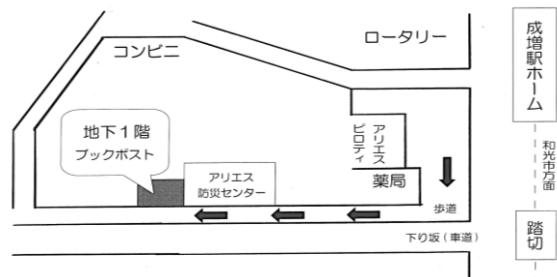 ロータリー
コンビニ
成増駅ホーム
地下１階
ブックポスト
アリエス
ピロティ
和光市方面
アリエス
防災センター
薬局
歩道
踏切
下り坂（車道）